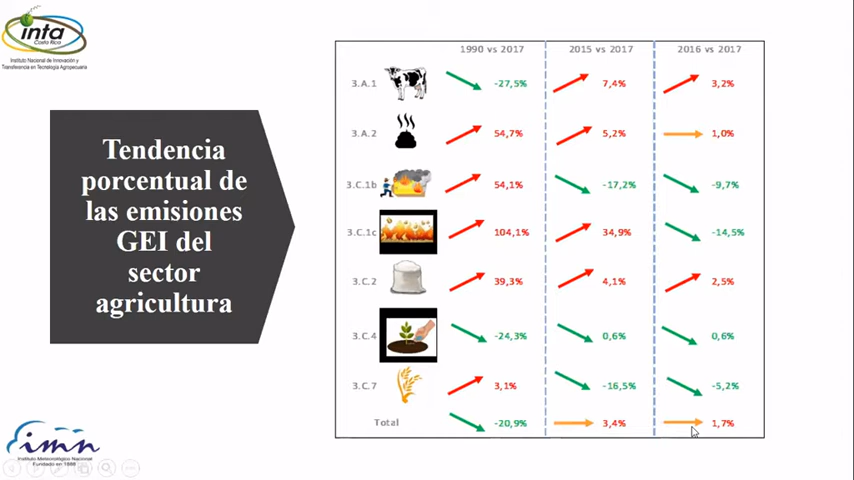 inta
Costa Rica
Instituto Nacional de Innovación y
Transferencia en Tecnología Agropecuaria
Tendencia
porcentual de
las emisiones
GEI del
sector
agricultura
1990 vs 2017 2015 vs 2017 2016 vs 2017
3.A.1 -27,5% 7,4% 3,2%
3.A.2 54,7% 5,2% 1,0%
3.C.1b 54,1% -17,2% -9,7%
3.C.1c 104,1% 34,9% -14,5%
3.C.2 39,3% 4,1% 2,5%
3.C.4 -24,3% 0,6% 0,6%
3.C.7 3,1% -16,5% -5,2%
Total -20,9% 3,4% 1,7%
imn
Instituto Meteorológico Nacional
Fundado en 1888